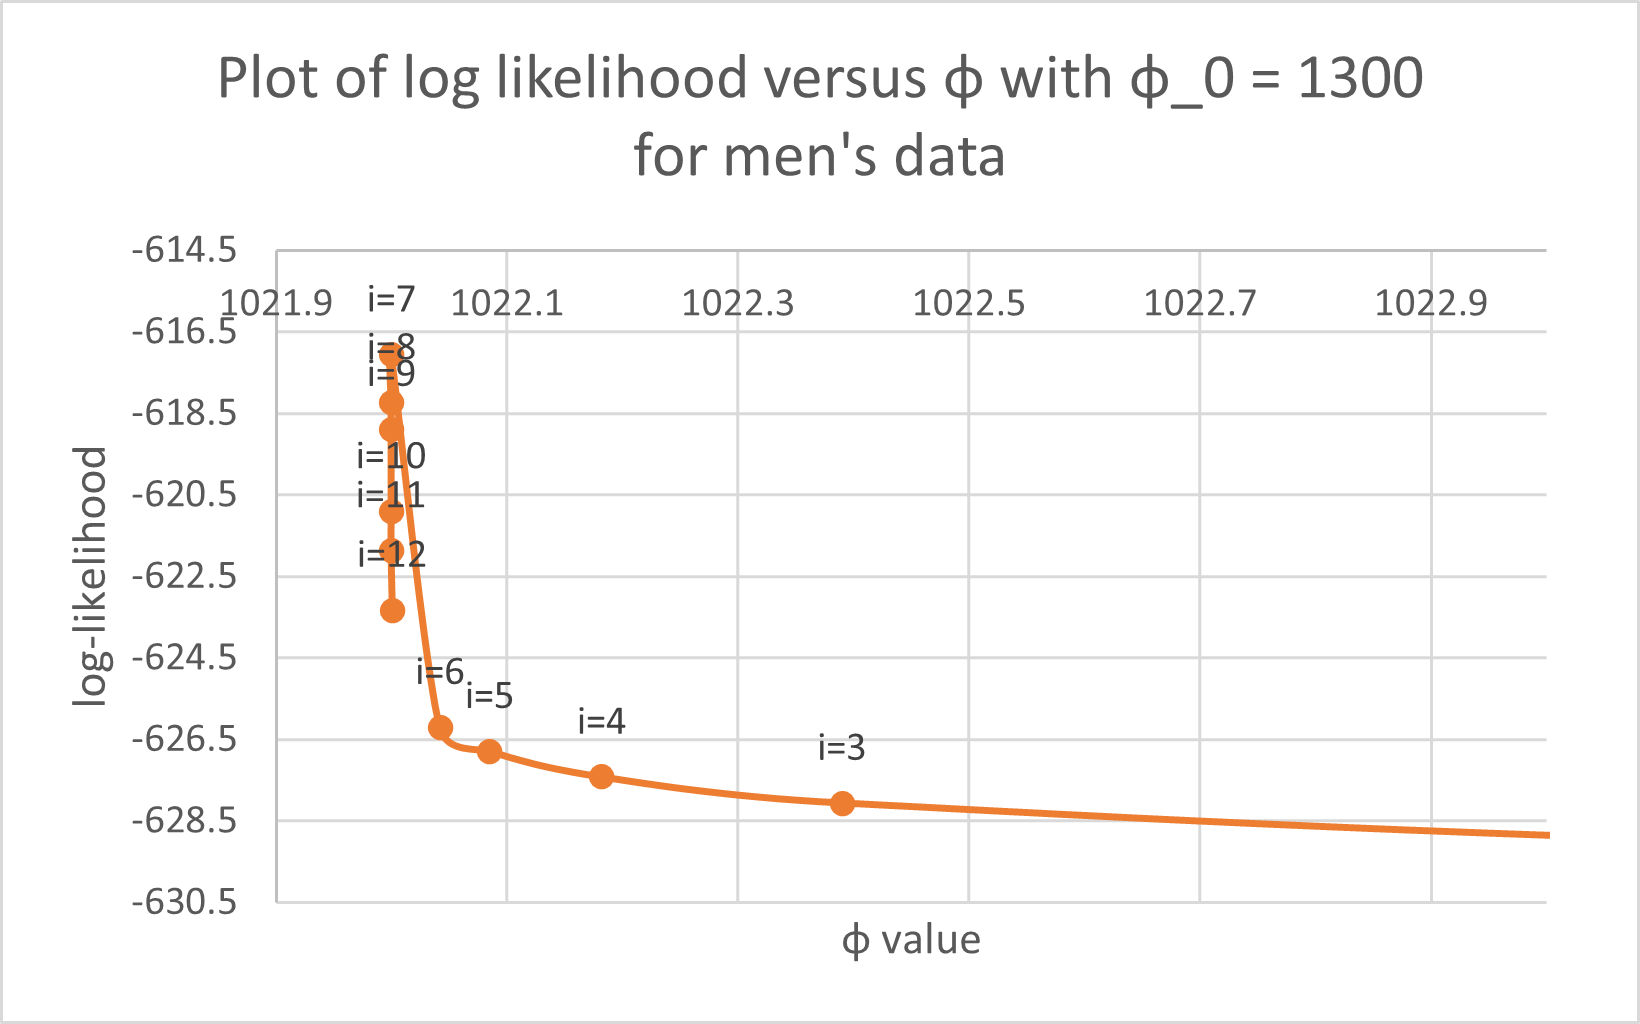 Plot of log likelihood versus ϕ with ϕ_0 = 1300
for men's data
-614.5
1021.9
1022.1
1022.3
1022.5
1022.7
1022.9
i=7
-616.5
i=8
i=9
-618.5
i=10
-620.5
i=11
i=12
-622.5
-624.5
i=6
i=5
i=4
i=3
-626.5
-628.5
-630.5
log-likelihood
ϕ value